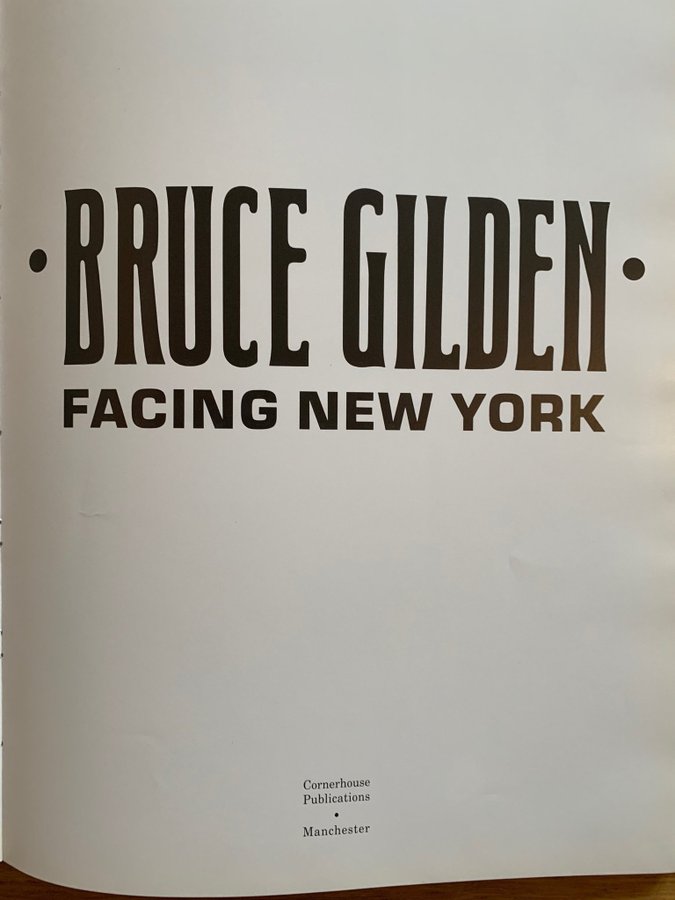 • BRUCE GILDEN •
FACING NEW YORK
Cornerhouse
Publications
•
Manchester